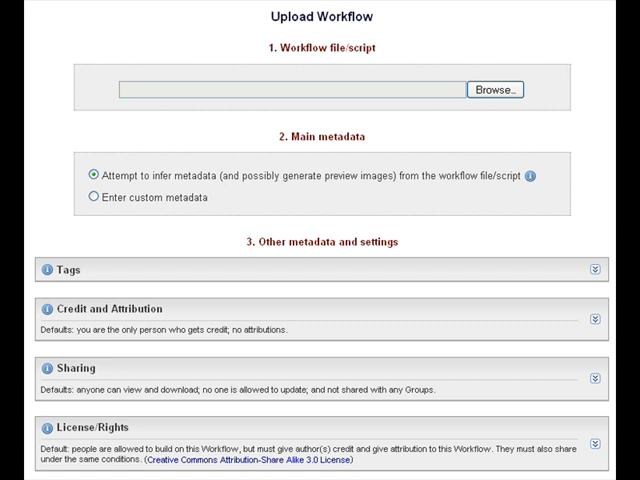 Upload Workflow
1. Workflow file/script
Browse...
2. Main metadata
Attempt to infer metadata (and possibly generate preview images) from the workflow file/script
Enter custom metadata
3. Other metadata and settings
Tags
Credit and Attribution
Defaults: you are the only person who gets credit; no attributions.
Sharing
Defaults: anyone can view and download; no one is allowed to update; and not shared with any Groups.
License/Rights
Default: people are allowed to build on this Workflow, but must give author(s) credit and give attribution to this Workflow. They must also share
under the same conditions. (Creative Commons Attribution-Share Alike 3.0 License)